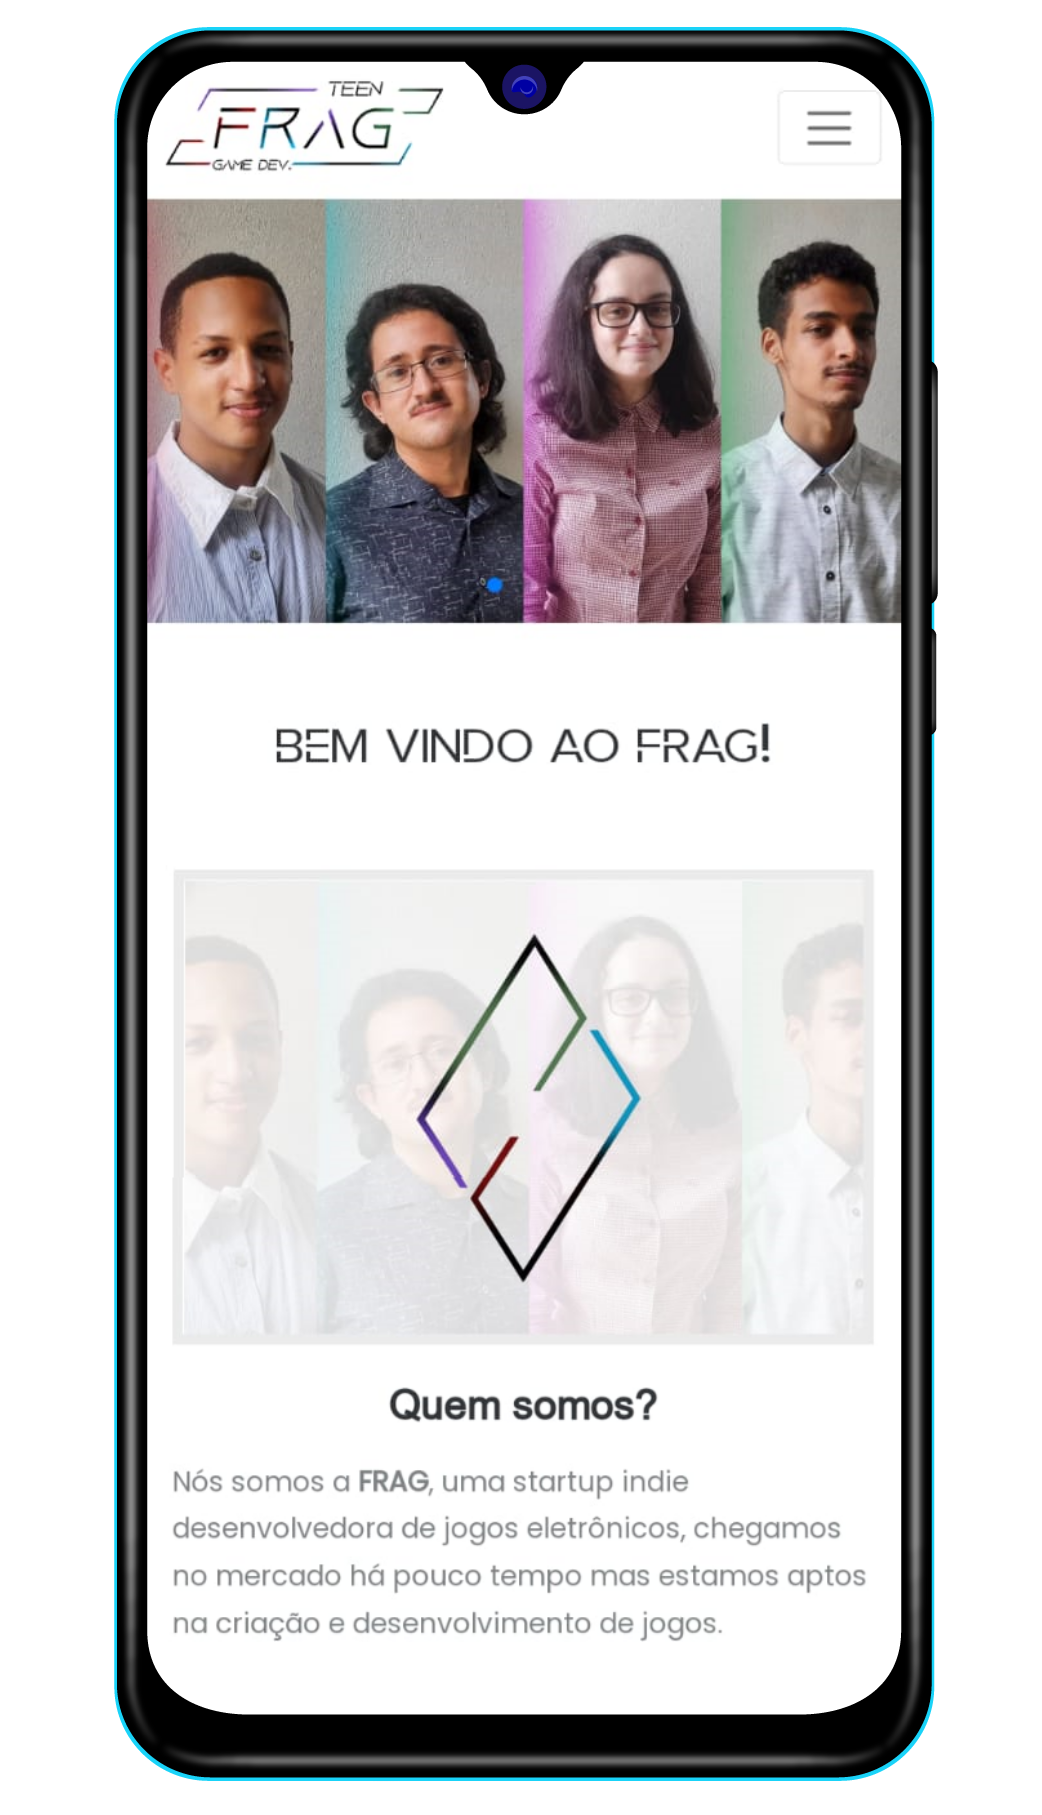 TEEN
FRAG
GAME DEV.
BEM VINDO AO FRAG!
Quem somos?
Nós somos a FRAG, uma startup indie
desenvolvedora de jogos eletrônicos, chegamos
no mercado há pouco tempo mas estamos aptos
na criação e desenvolvimento de jogos.